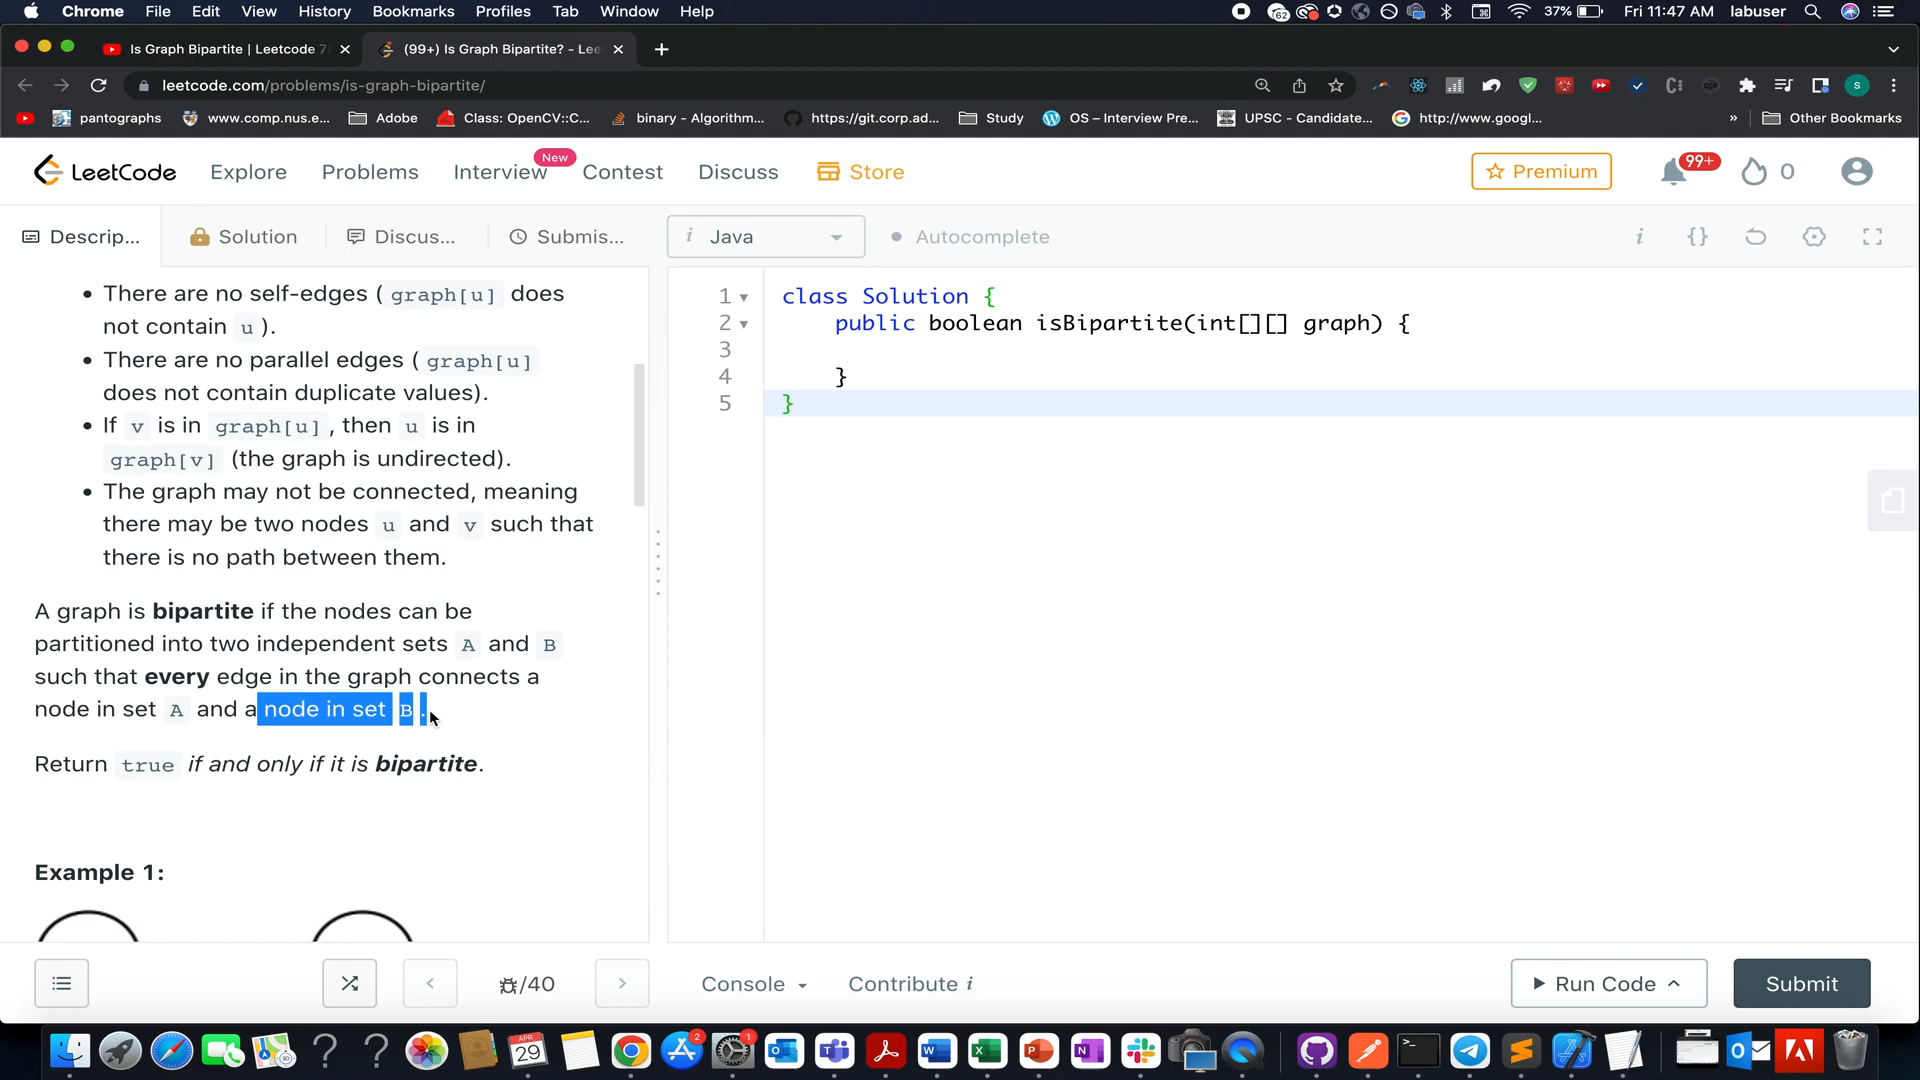 Chrome File Edit View History Bookmarks Profiles Tab Window Help 62 37% Fri 11:47 AM labuser
Is Graph Bipartite | Leetcode 7 (99+) Is Graph Bipartite? - Lee
leetcode.com/problems/is-graph-bipartite/ s
pantographs www.comp.nus.e... Adobe Class: OpenCV::C... binary - Algorithm... https://git.corp.ad... Study OS – Interview Pre... UPSC - Candidate... http://www.googl... » Other Bookmarks
LeetCode Explore Problems Interview New Contest Discuss Store Premium 99+ 0
Descrip... Solution Discus... Submis... i Java Autocomplete i {}
There are no self-edges ( graph[u] does
not contain u ).
There are no parallel edges ( graph[u]
does not contain duplicate values).
If v is in graph[u] , then u is in
graph[v] (the graph is undirected).
The graph may not be connected, meaning
there may be two nodes u and v such that
there is no path between them.
A graph is bipartite if the nodes can be
partitioned into two independent sets A and B
such that every edge in the graph connects a
node in set A and a node in set B .
Return true if and only if it is bipartite.
Example 1:
1 class Solution {
2 public boolean isBipartite(int[][] graph) {
3
4 }
5 }
/40 Console Contribute i Run Code Submit
APR 29 2 1